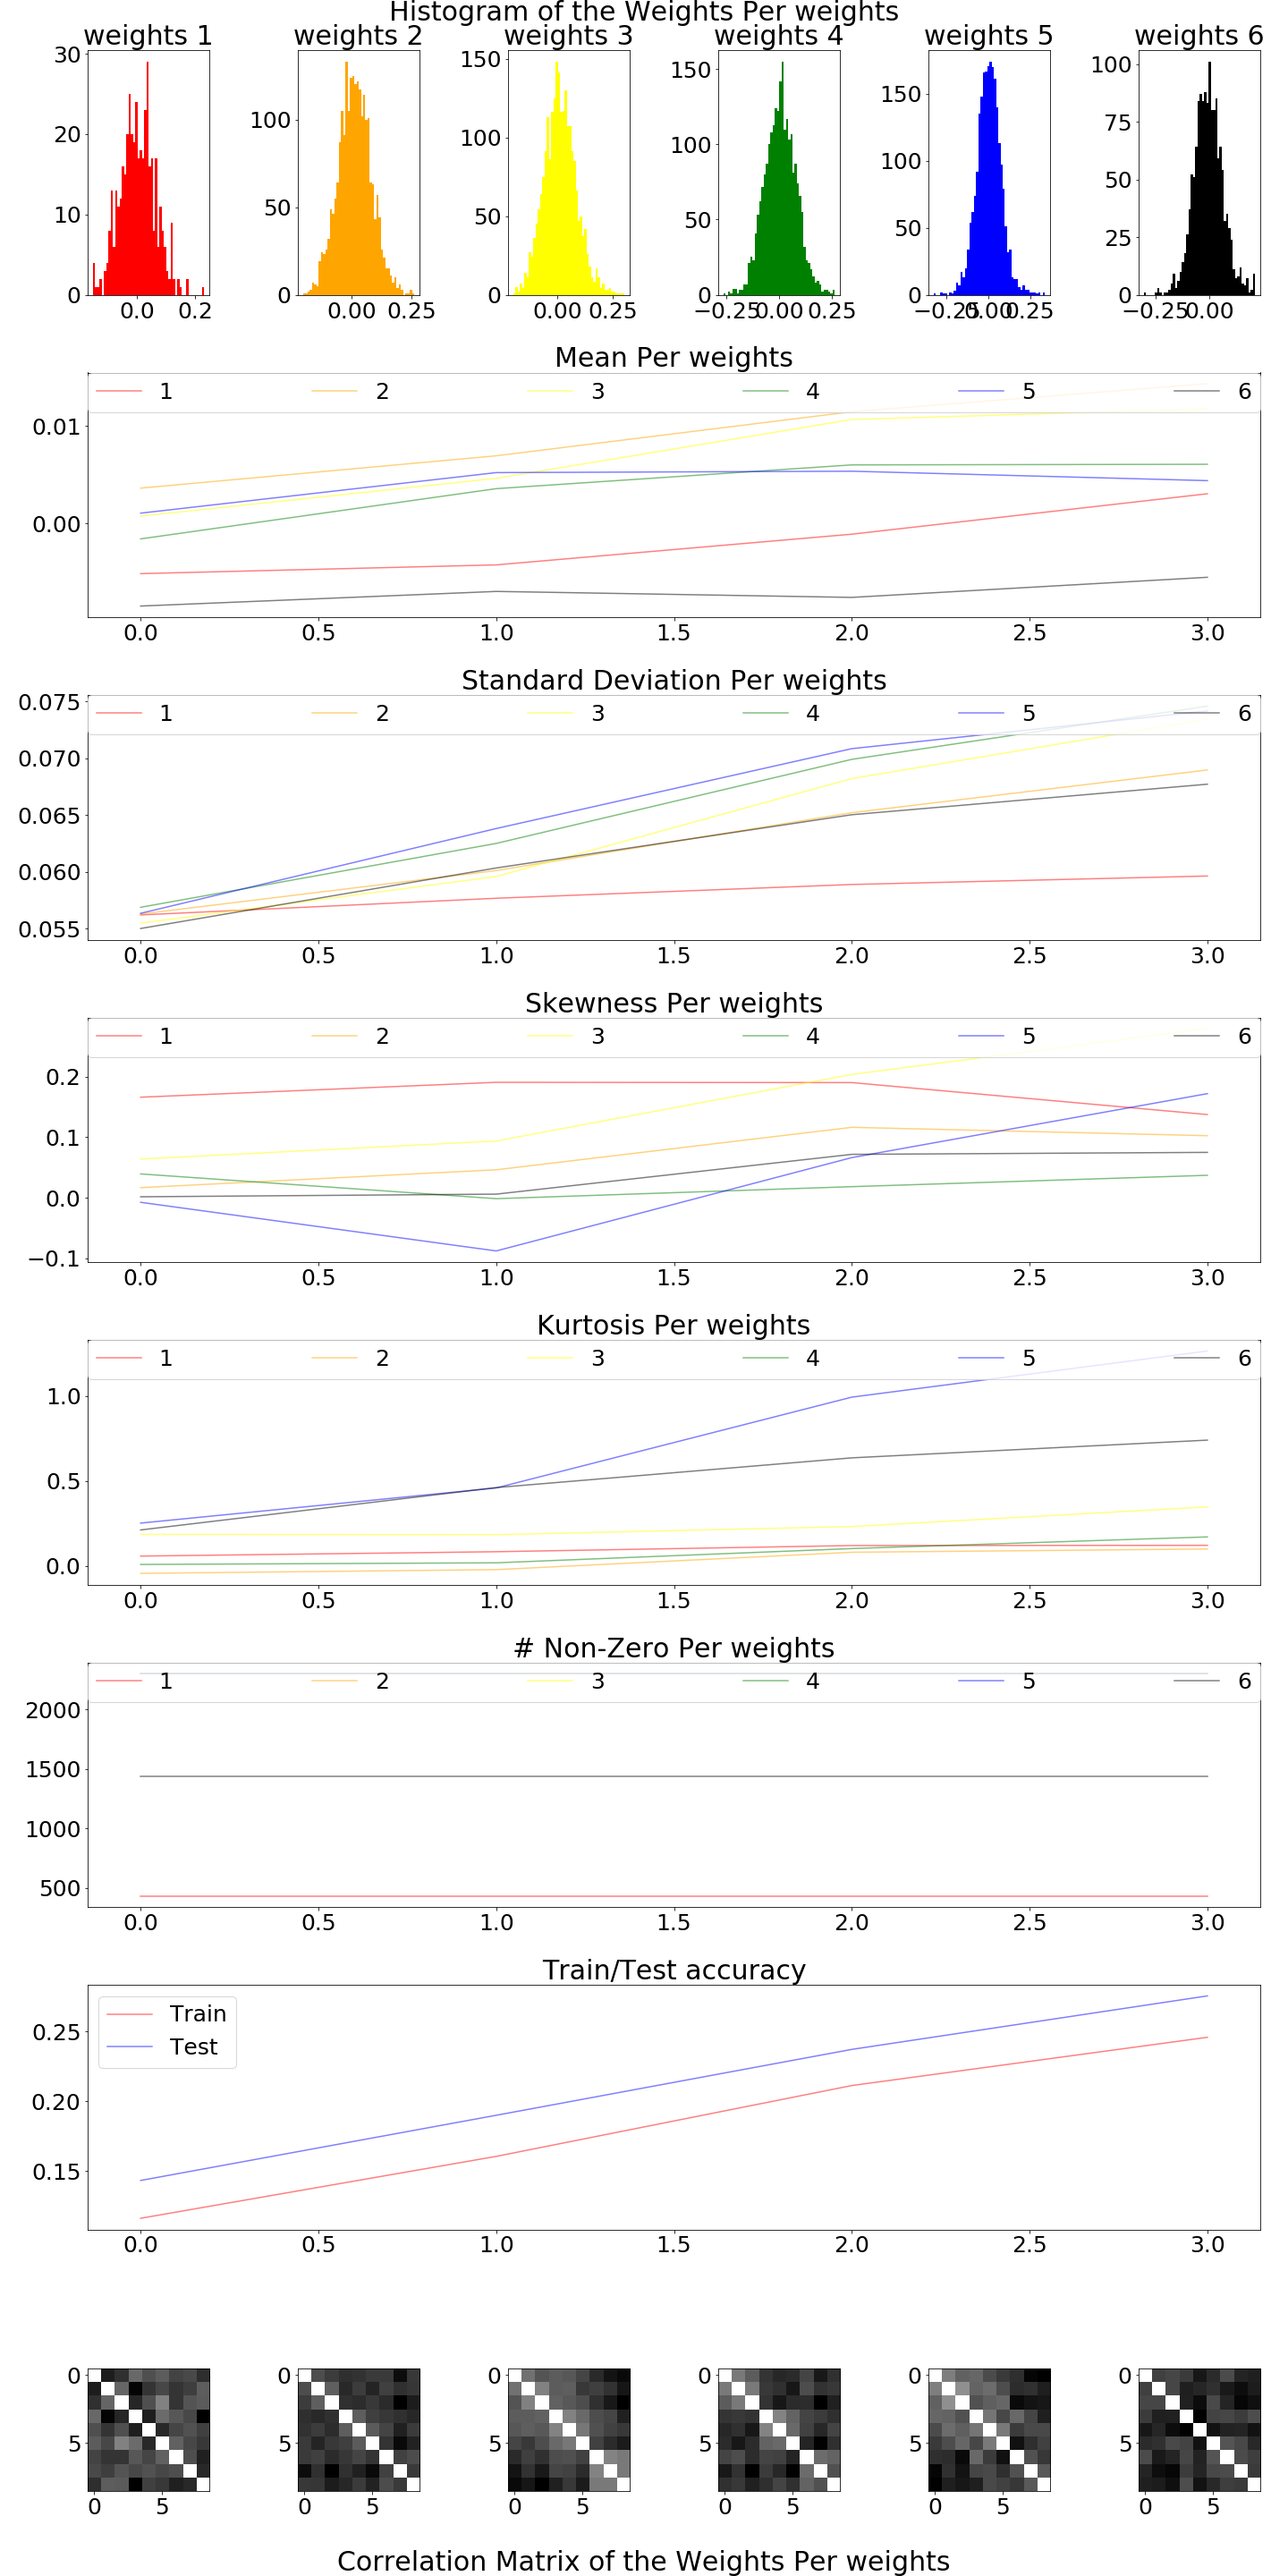 Histogram of the Weights Per weights
weights 1 weights 2 weights 3 weights 4 weights 5 weights 6
30
20
10
0
0.0 0.2
100
50
0
0.00 0.25
150
100
50
0
0.00 0.25
150
100
50
0
−0.25 0.00 0.25
150
100
50
0
−0.25 0.00 0.25
100
75
50
25
0
−0.25 0.00
Mean Per weights
1 2 3 4 5 6
0.01
0.00
0.0 0.5 1.0 1.5 2.0 2.5 3.0
Standard Deviation Per weights
1 2 3 4 5 6
0.075
0.070
0.065
0.060
0.055
0.0 0.5 1.0 1.5 2.0 2.5 3.0
Skewness Per weights
1 2 3 4 5 6
0.2
0.1
0.0
−0.1
0.0 0.5 1.0 1.5 2.0 2.5 3.0
Kurtosis Per weights
1 2 3 4 5 6
1.0
0.5
0.0
0.0 0.5 1.0 1.5 2.0 2.5 3.0
# Non-Zero Per weights
1 2 3 4 5 6
2000
1500
1000
500
0.0 0.5 1.0 1.5 2.0 2.5 3.0
Train/Test accuracy
Train
Test
0.25
0.20
0.15
0.0 0.5 1.0 1.5 2.0 2.5 3.0
0 0 0 0 0 0
5 5 5 5 5 5
0 5 0 5 0 5 0 5 0 5 0 5
Correlation Matrix of the Weights Per weights